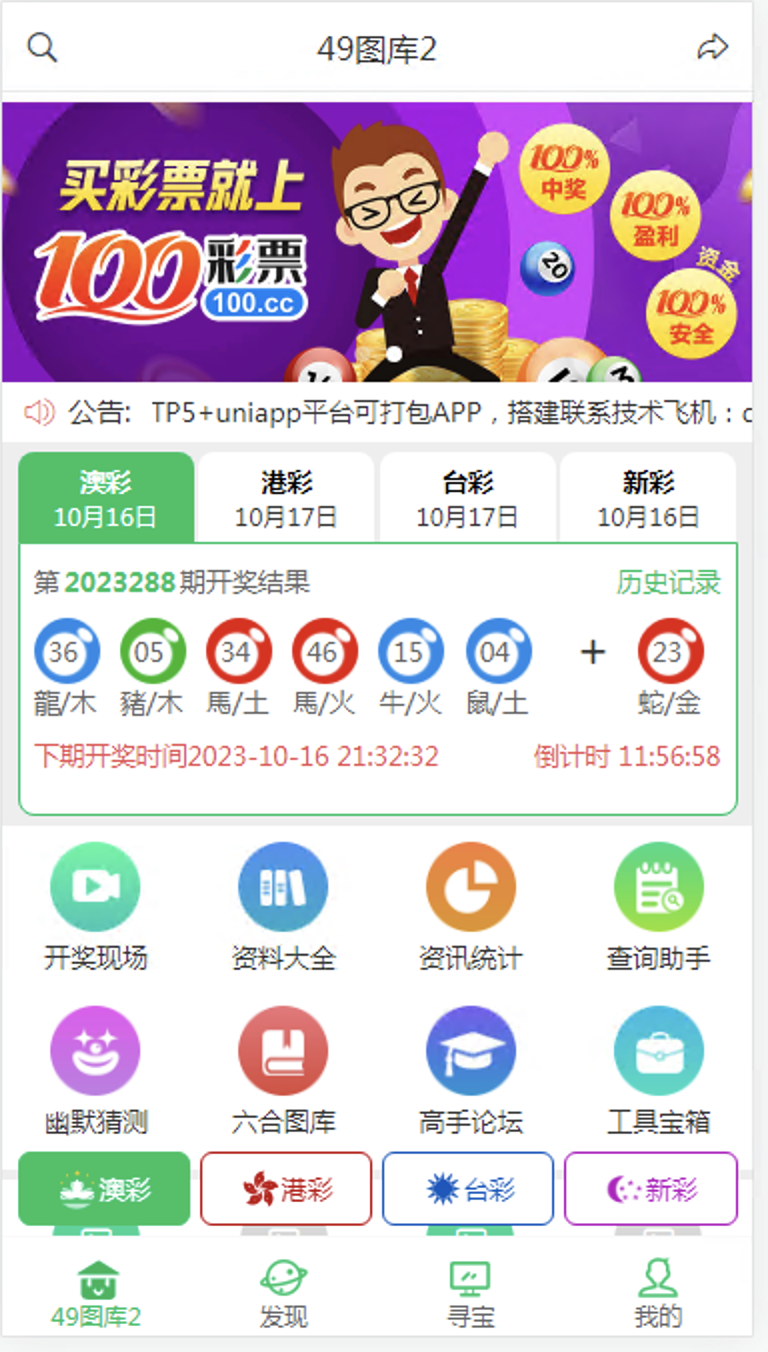 49图库2
买彩票就上
100彩票
100.cc
100%
中奖
100%
盈利
资金
100%
安全
20
3
公告: TP5+uniapp平台可打包APP，搭建联系技术飞机：
澳彩 港彩 台彩 新彩
10月16日 10月17日 10月17日 10月16日
第2023288期开奖结果 历史记录
36 05 34 46 15 04 + 23
龍/木 豬/木 馬/土 馬/火 牛/火 鼠/土 蛇/金
下期开奖时间2023-10-16 21:32:32 倒计时 11:56:58
开奖现场 资料大全 资讯统计 查询助手
幽默猜测 六合图库 高手论坛 工具宝箱
澳彩 港彩 台彩 新彩
49图库2 发现 寻宝 我的